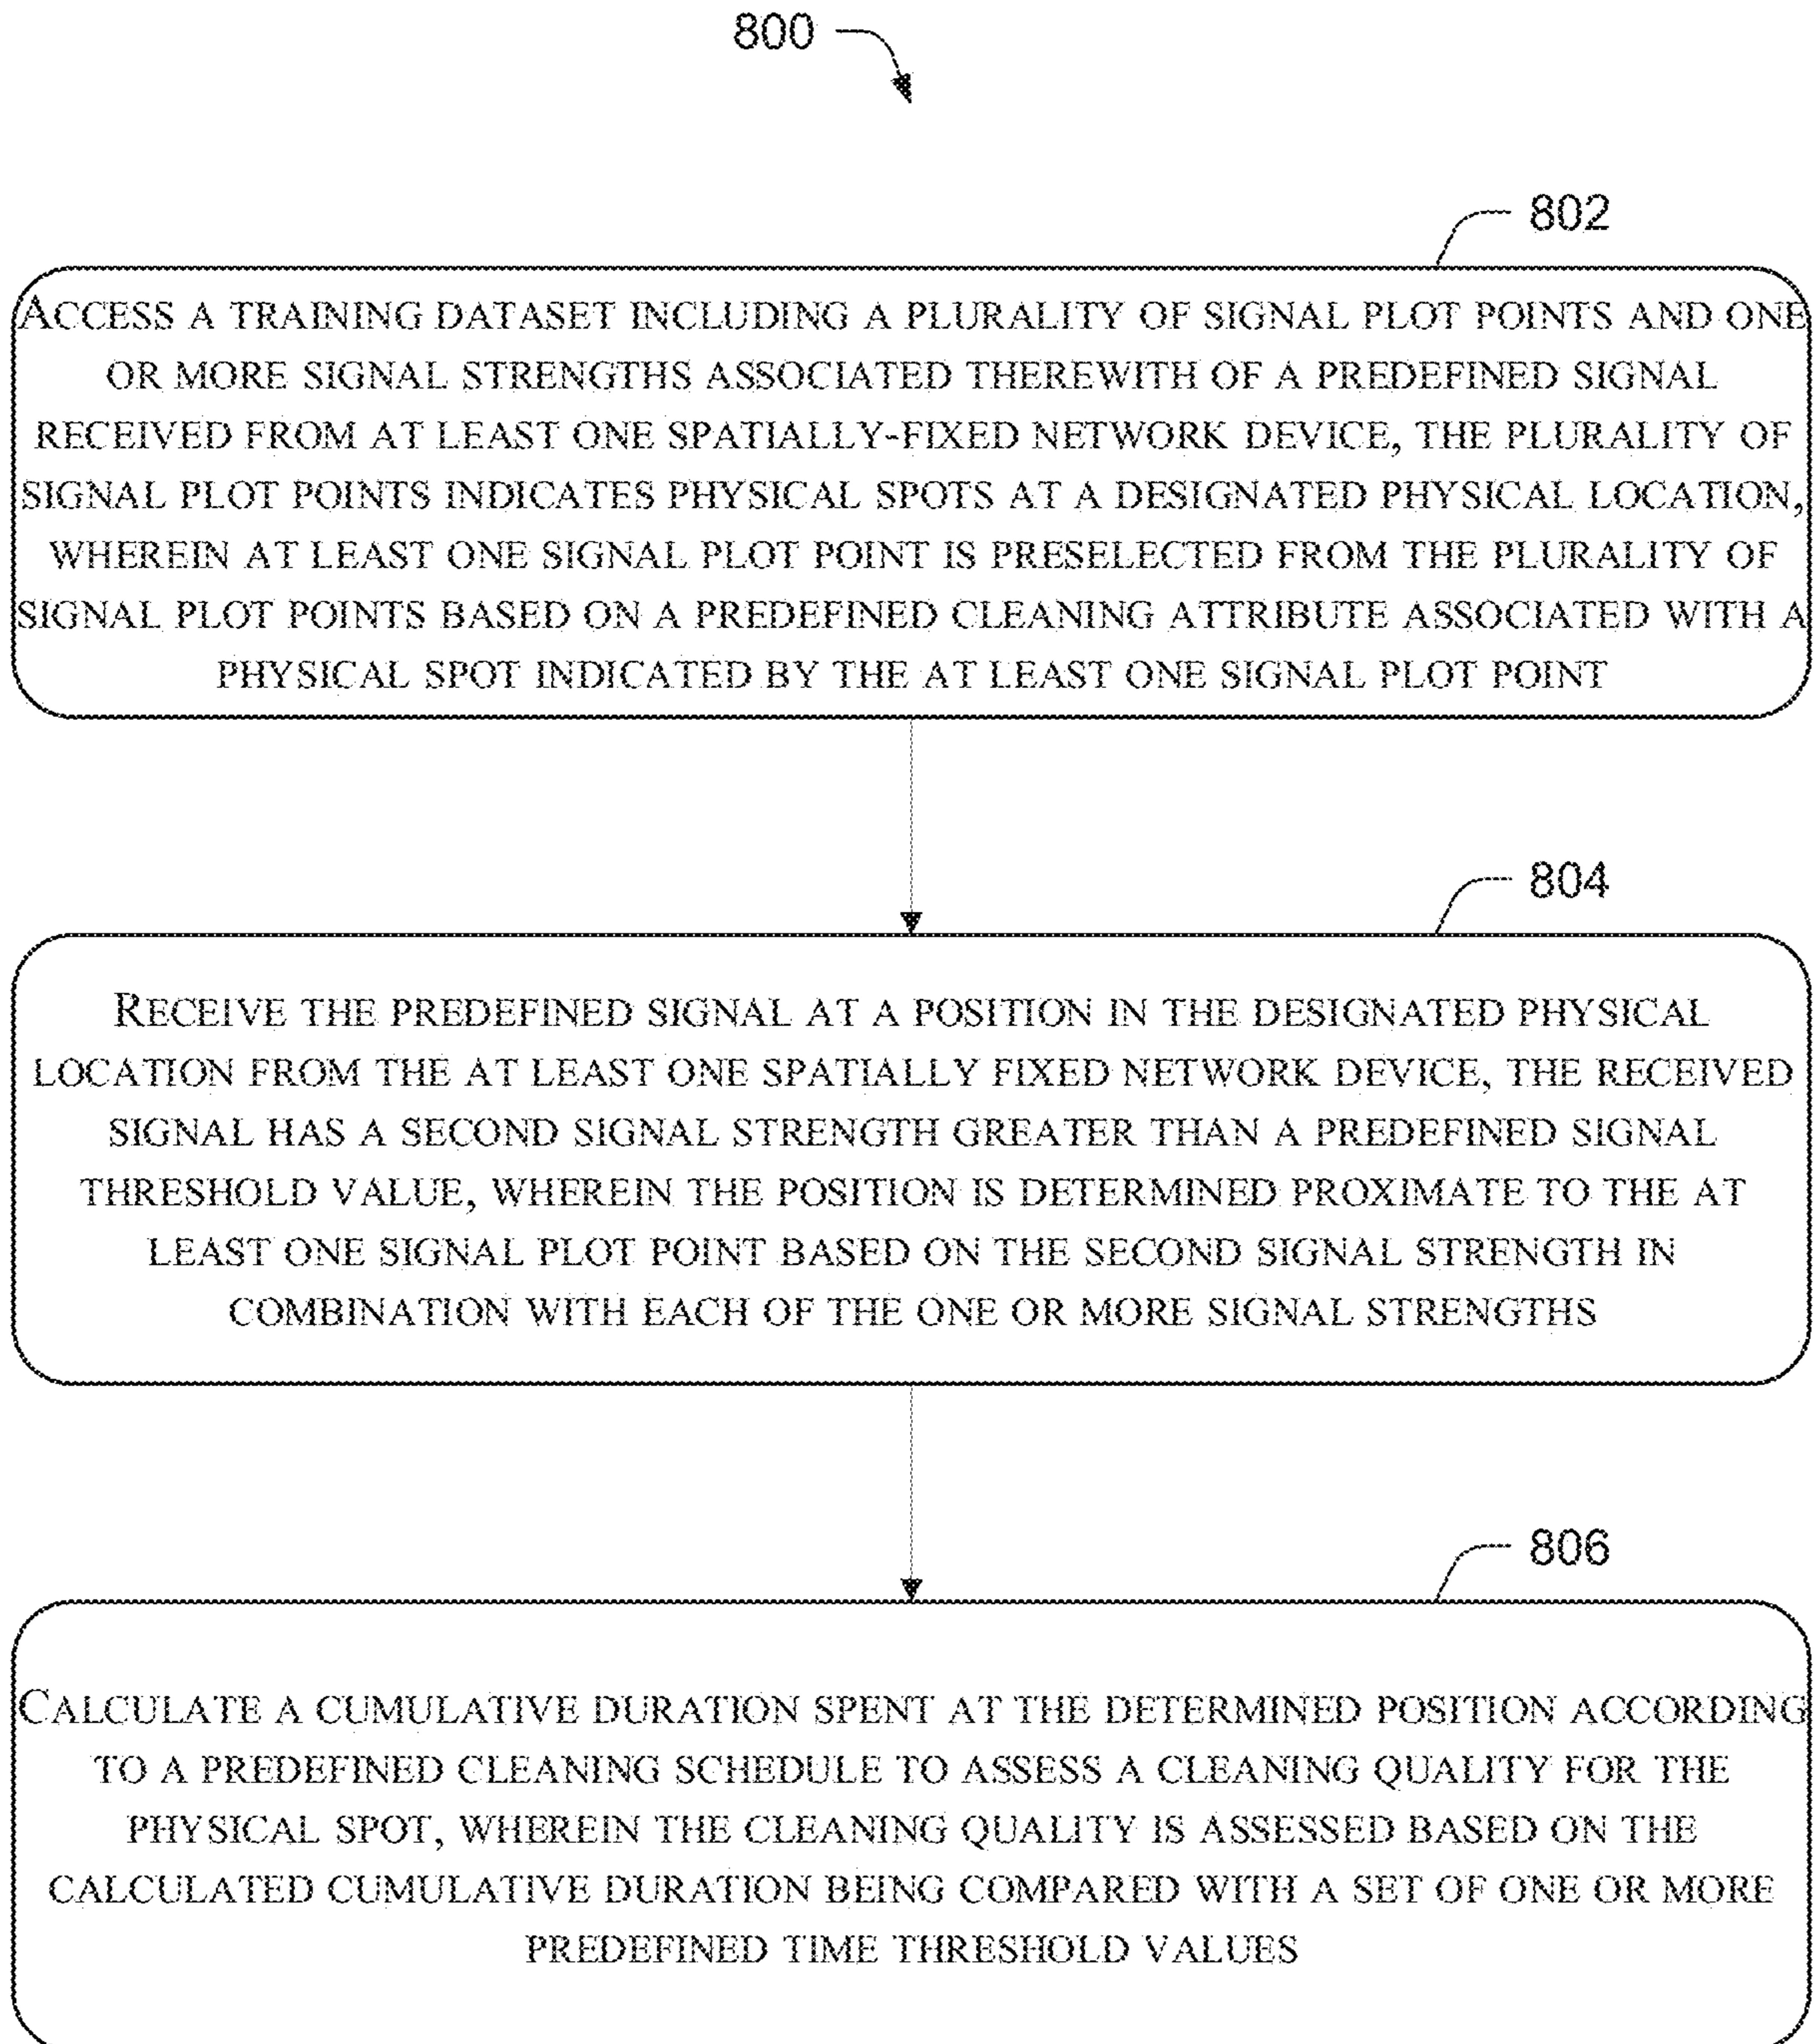 800
802
ACCESS A TRAINING DATASET INCLUDING A PLURALITY OF SIGNAL PLOT POINTS AND ONE
OR MORE SIGNAL STRENGTHS ASSOCIATED THEREWITH OF A PREDEFINED SIGNAL
RECEIVED FROM AT LEAST ONE SPATIALLY-FIXED NETWORK DEVICE, THE PLURALITY OF
SIGNAL PLOT POINTS INDICATES PHYSICAL SPOTS AT A DESIGNATED PHYSICAL LOCATION,
WHEREIN AT LEAST ONE SIGNAL PLOT POINT IS PRESELECTED FROM THE PLURALITY OF
SIGNAL PLOT POINTS BASED ON A PREDEFINED CLEANING ATTRIBUTE ASSOCIATED WITH A
PHYSICAL SPOT INDICATED BY THE AT LEAST ONE SIGNAL PLOT POINT
804
RECEIVE THE PREDEFINED SIGNAL AT A POSITION IN THE DESIGNATED PHYSICAL
LOCATION FROM THE AT LEAST ONE SPATIALLY FIXED NETWORK DEVICE, THE RECEIVED
SIGNAL HAS A SECOND SIGNAL STRENGTH GREATER THAN A PREDEFINED SIGNAL
THRESHOLD VALUE, WHEREIN THE POSITION IS DETERMINED PROXIMATE TO THE AT
LEAST ONE SIGNAL PLOT POINT BASED ON THE SECOND SIGNAL STRENGTH IN
COMBINATION WITH EACH OF THE ONE OR MORE SIGNAL STRENGTHS
806
CALCULATE A CUMULATIVE DURATION SPENT AT THE DETERMINED POSITION ACCORDING
TO A PREDEFINED CLEANING SCHEDULE TO ASSESS A CLEANING QUALITY FOR THE
PHYSICAL SPOT, WHEREIN THE CLEANING QUALITY IS ASSESSED BASED ON THE
CALCULATED CUMULATIVE DURATION BEING COMPARED WITH A SET OF ONE OR MORE
PREDEFINED TIME THRESHOLD VALUES